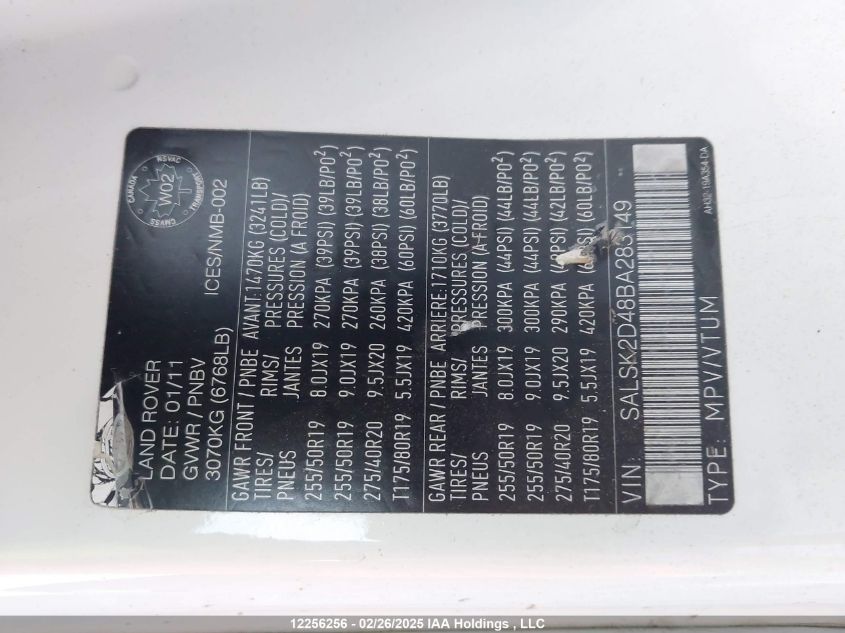 NSVAC
CANADA
TRANSPORT
CMVSS
W02
ICES/NMB-002
LAND ROVER
DATE: 01/11
GVWR / PNBV
3070KG (6768LB)
GAWR FRONT / PNBE AVANT:1470KG (3241LB)
TIRES/ RIMS/ PRESSURES (COLD)/
PNEUS JANTES PRESSION (A FROID)
255/50R19 8.0JX19 270KPA (39PSI) (39LB/PO²)
255/50R19 9.0JX19 270KPA (39PSI) (39LB/PO²)
275/40R20 9.5JX20 260KPA (38PSI) (38LB/PO²)
T175/80R19 5.5JX19 420KPA (60PSI) (60LB/PO²)
GAWR REAR / PNBE ARRIERE:1710KG (3770LB)
TIRES/ RIMS/ PRESSURES (COLD)/
PNEUS JANTES PRESSION (A FROID)
255/50R19 8.0JX19 300KPA (44PSI) (44LB/PO²)
255/50R19 9.0JX19 300KPA (44PSI) (44LB/PO²)
275/40R20 9.5JX20 290KPA (42LB/PO²)
T175/80R19 5.5JX19 420KPA (60LB/PO²)
VIN:
TYPE: MPV/VTUM
12256256 - 02/26/2025 IAA Holdings , LLC